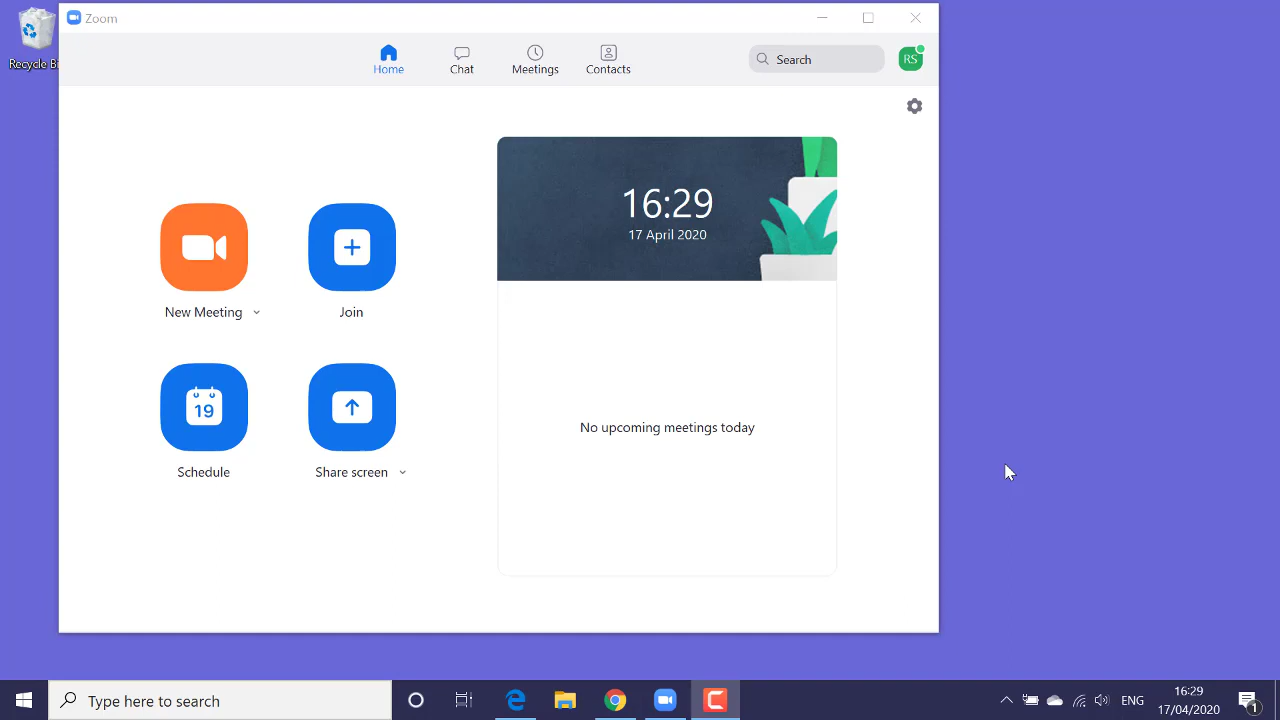 Recycle Bi
Zoom
Home
Chat
Meetings
Contacts
Search
RS
16:29
17 April 2020
New Meeting
Join
19
Schedule
Share screen
No upcoming meetings today
Type here to search
ENG
16:29
17/04/2020
1